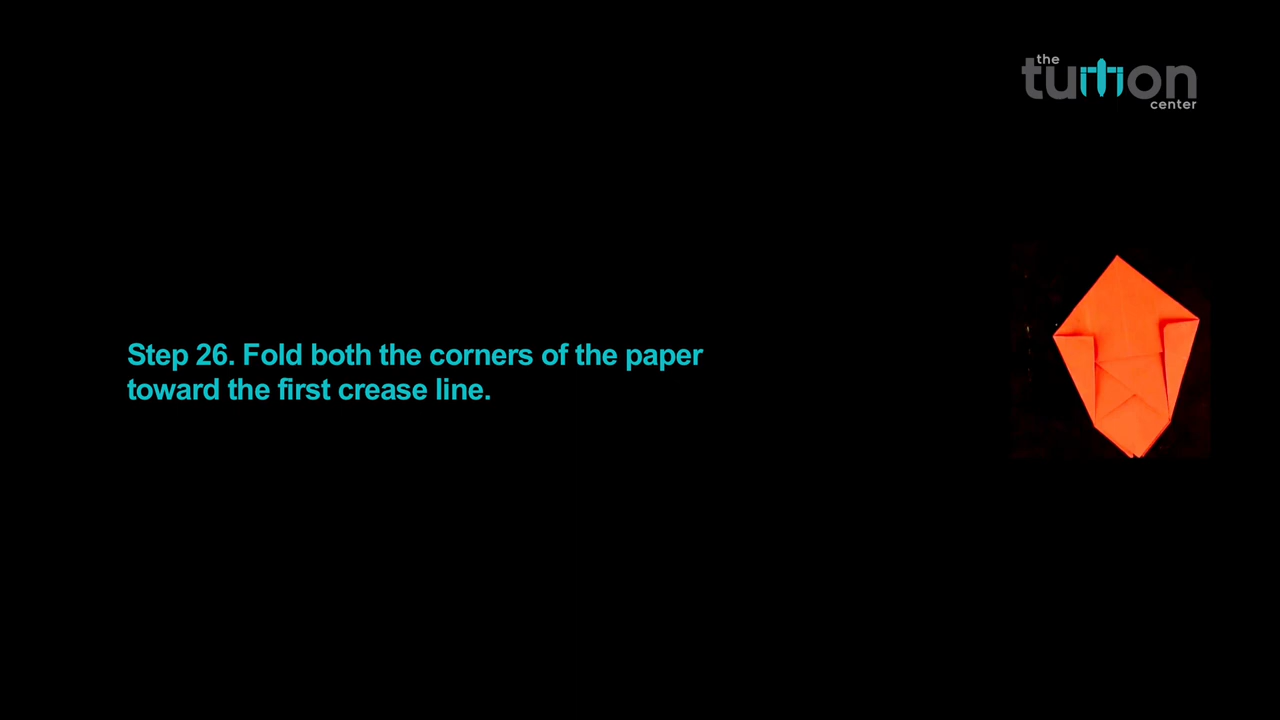 the
tuition
center
Step 26. Fold both the corners of the paper
toward the first crease line.